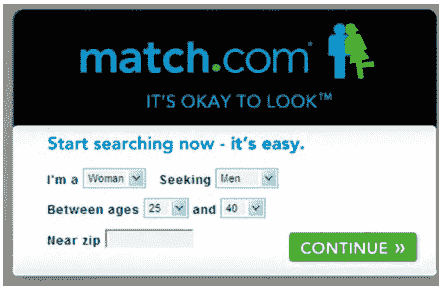 match.com®
IT'S OKAY TO LOOK™
Start searching now - it's easy.
I'm a Woman Seeking Men
Between ages 25 and 40
Near zip
CONTINUE »